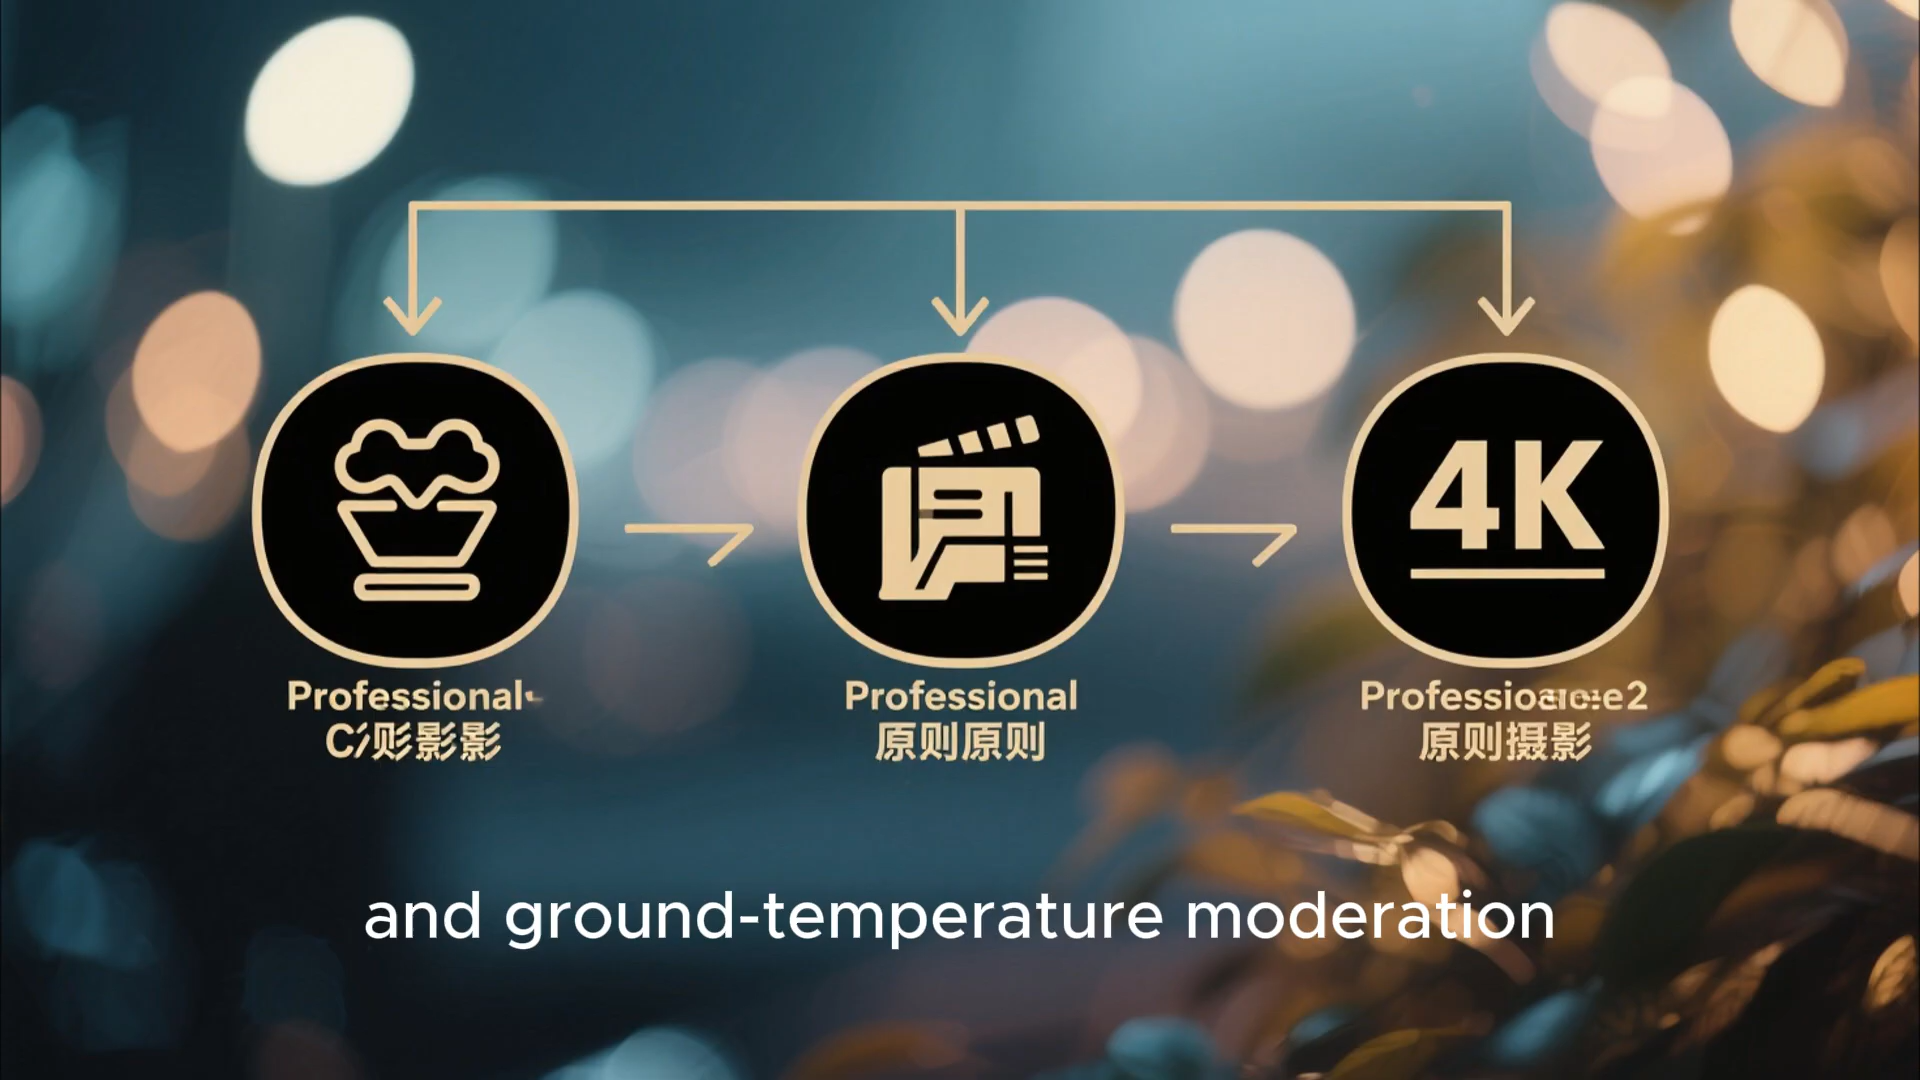 4K
Professional
Professional
影影
原则原则
原则摄影
and ground-temperature moderation